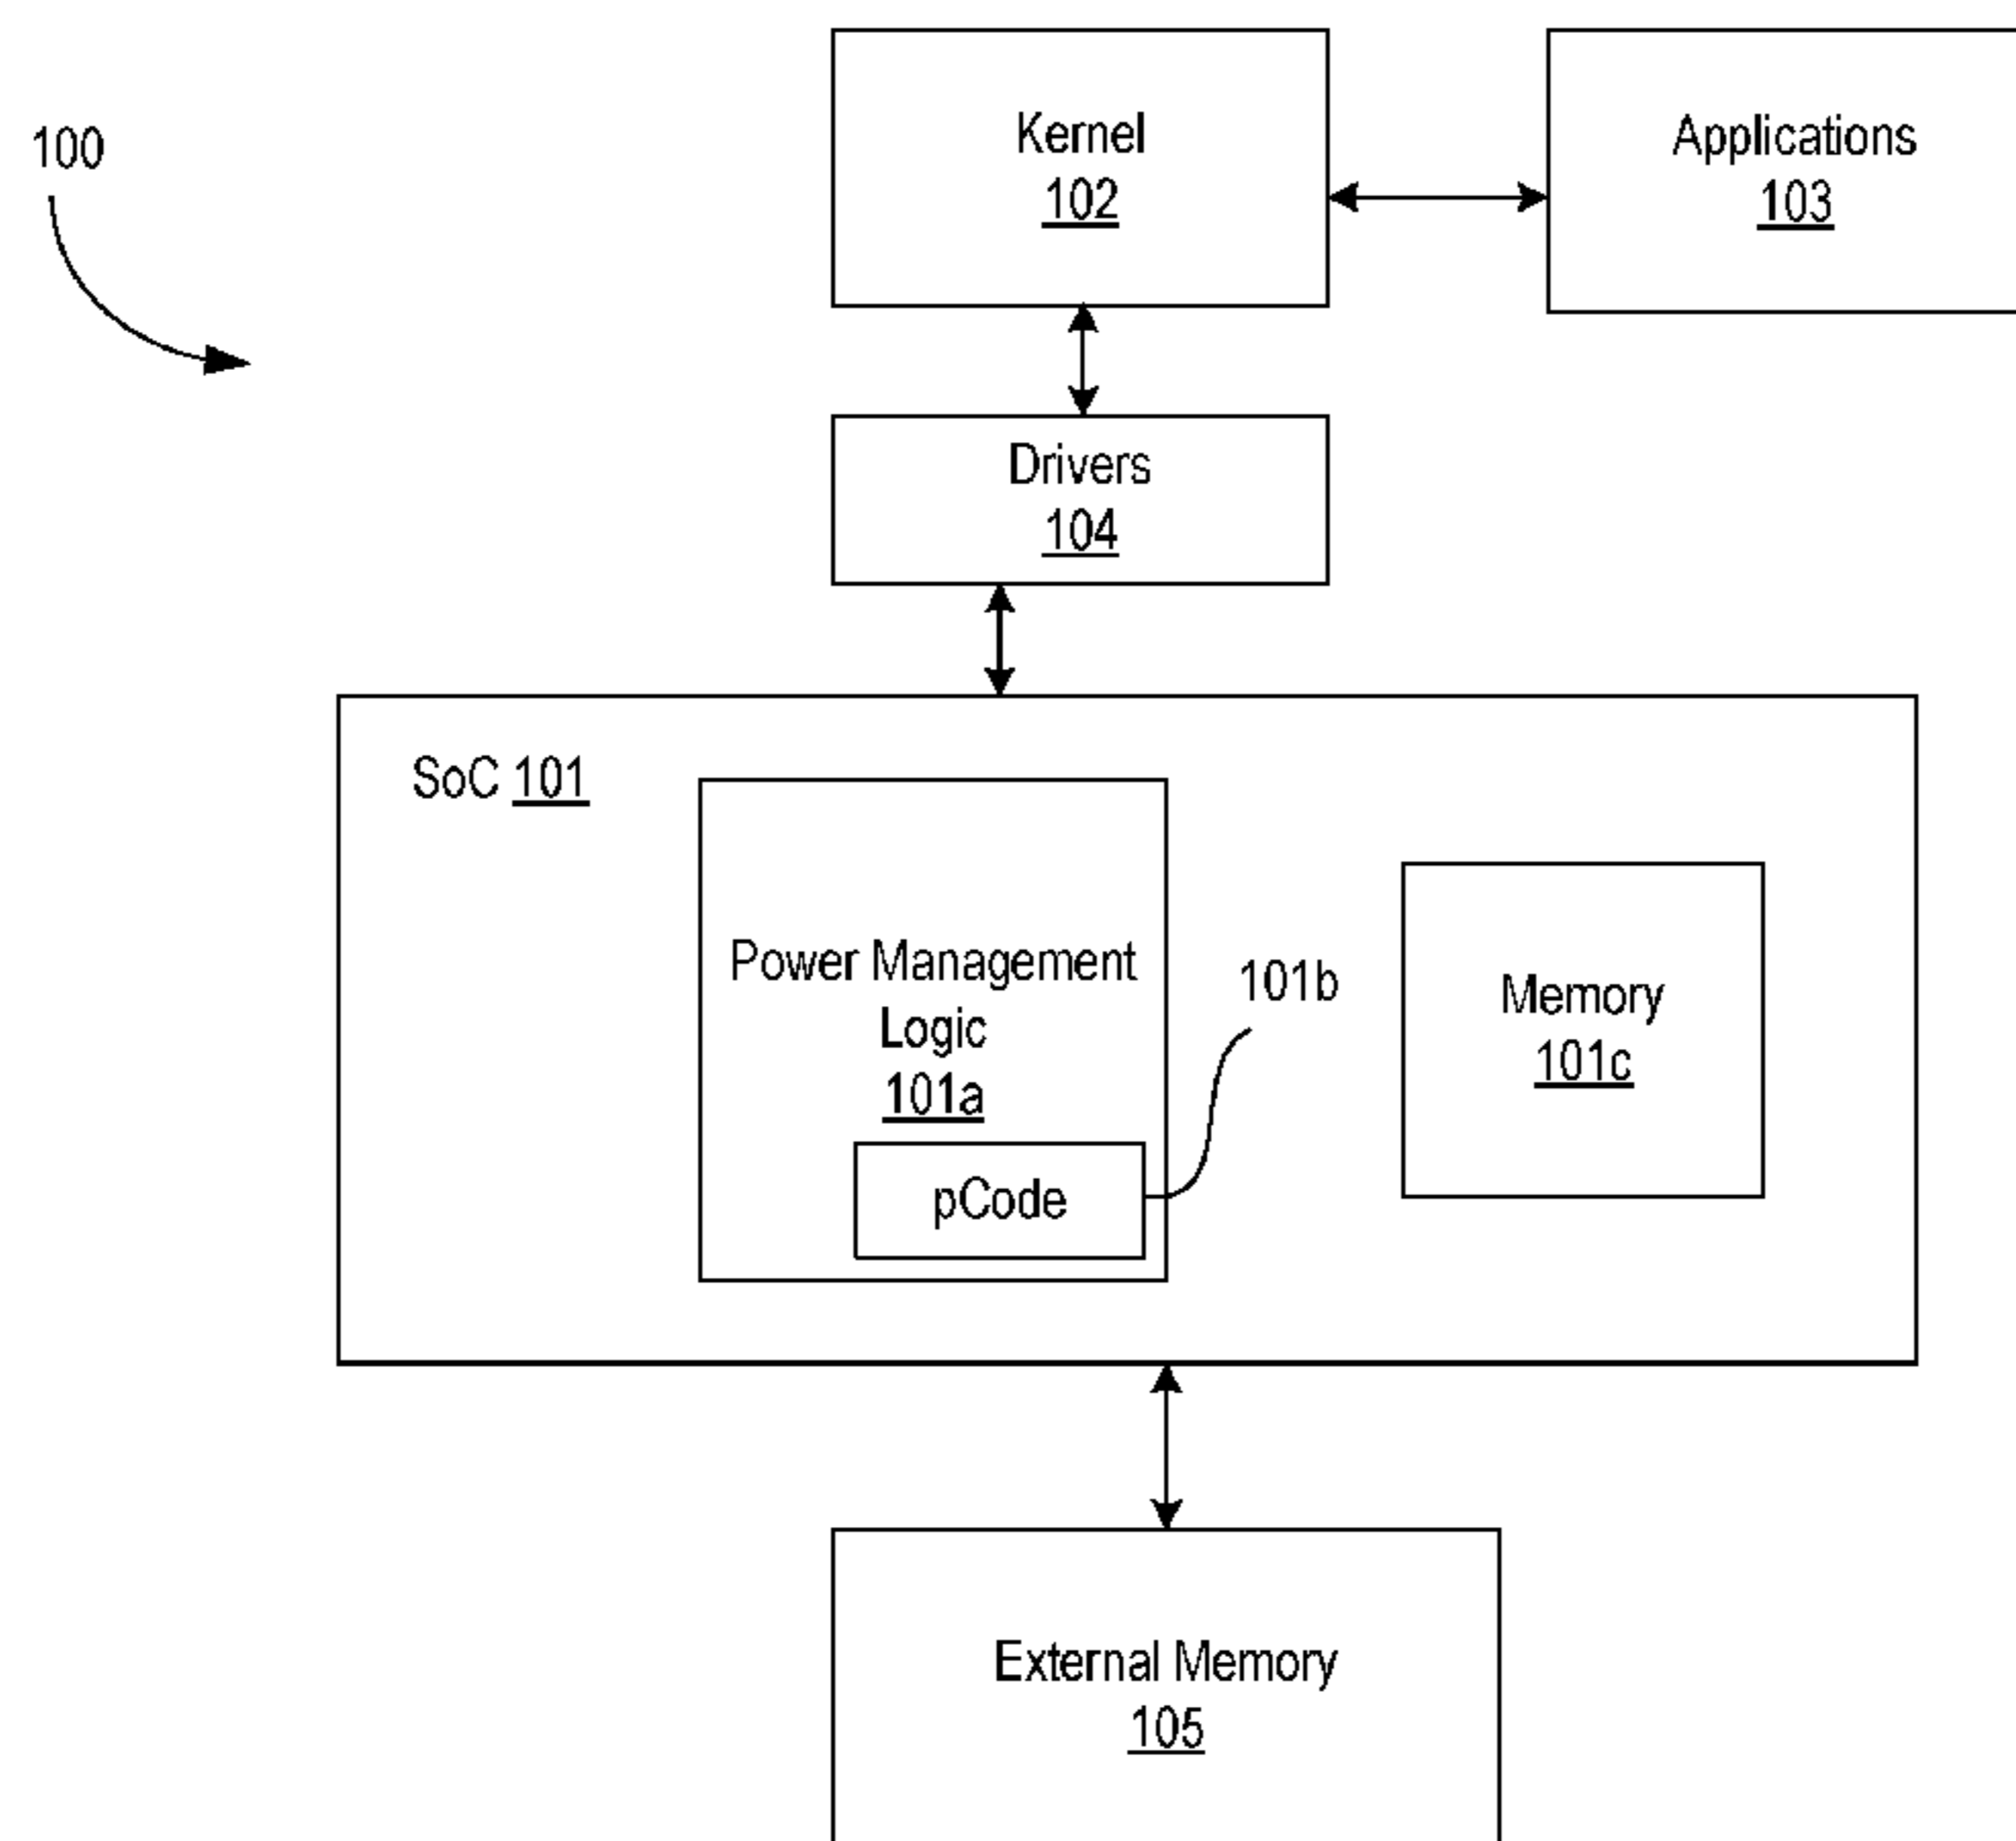 100
Kernel
102
Applications
103
Drivers
104
SoC 101
Power Management
Logic
101a
pCode
101b
Memory
101c
External Memory
105